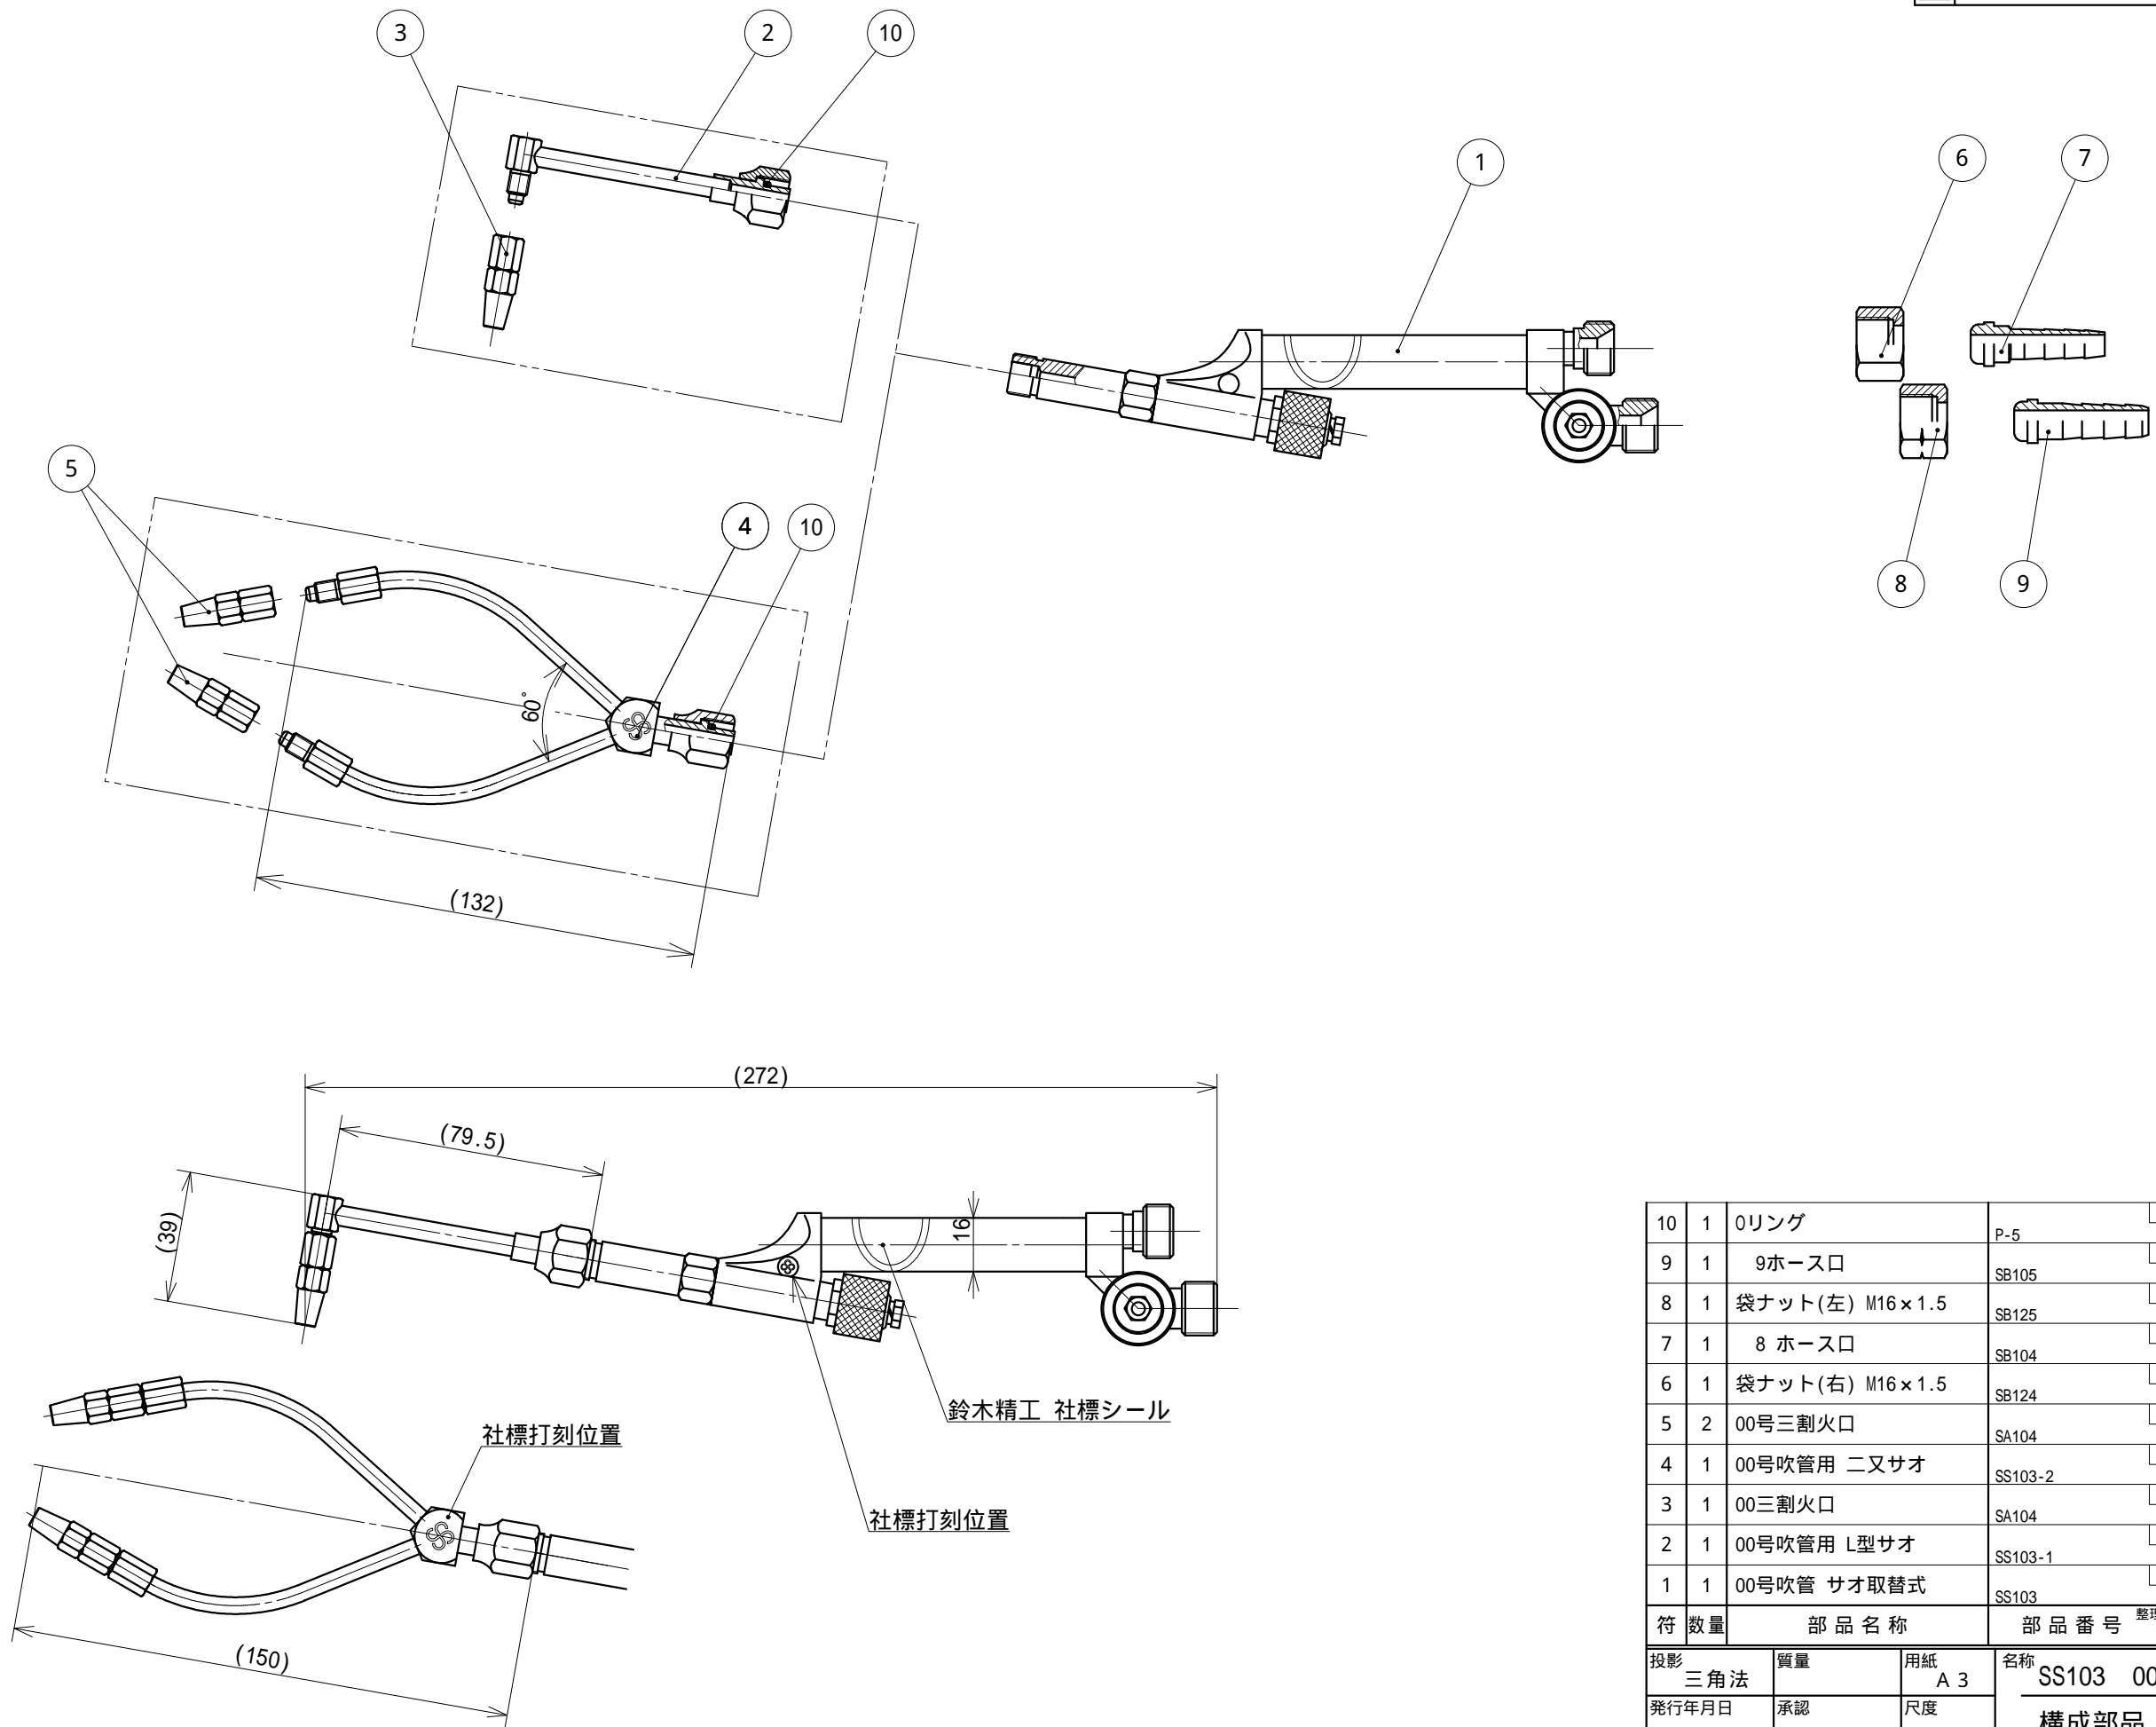 3
2
10
1
6
7
5
4
10
8
9
60°
(132)
(272)
(79.5)
(39)
16
鈴木精工 社標シール
社標打刻位置
社標打刻位置
(150)
10 1 Oリング P-5
9 1 9ホース口 SB105
8 1 袋ナット(左) M16×1.5 SB125
7 1 8 ホース口 SB104
6 1 袋ナット(右) M16×1.5 SB124
5 2 00号三割火口 SA104
4 1 00号吹管用 二又サオ SS103-2
3 1 00三割火口 SA104
2 1 00号吹管用 L型サオ SS103-1
1 1 00号吹管 サオ取替式 SS103
符 数量 部品名称 部品番号
投影 三角法 質量 用紙 A3 名称 SS103 00
発行年月日 承認 尺度 構成部品